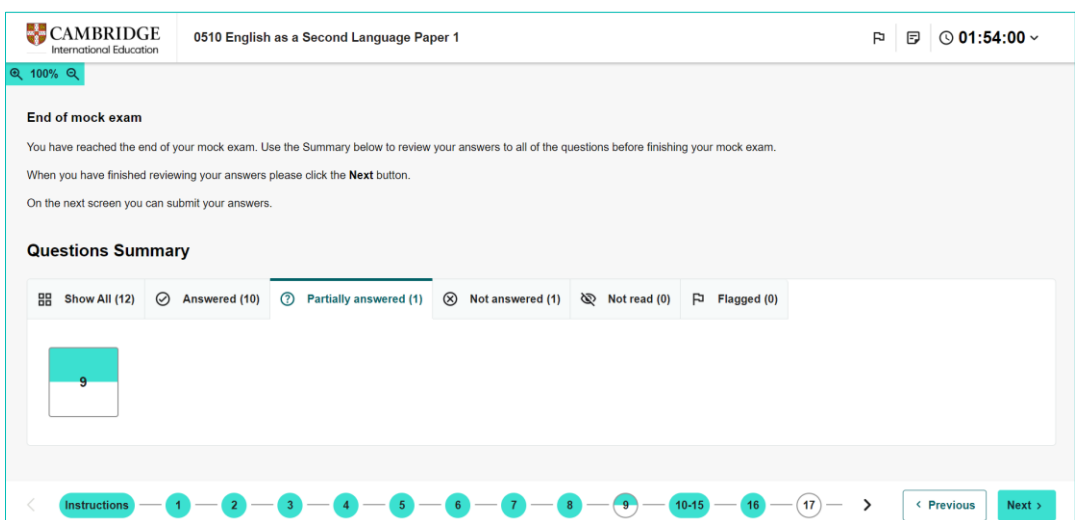 CAMBRIDGE
International Education
0510 English as a Second Language Paper 1
01:54:00
100%
End of mock exam
You have reached the end of your mock exam. Use the Summary below to review your answers to all of the questions before finishing your mock exam.
When you have finished reviewing your answers please click the Next button.
On the next screen you can submit your answers.
Questions Summary
Show All (12) Answered (10) Partially answered (1) Not answered (1) Not read (0) Flagged (0)
9
Instructions 1 2 3 4 5 6 7 8 9 10-15 16 17 Previous Next